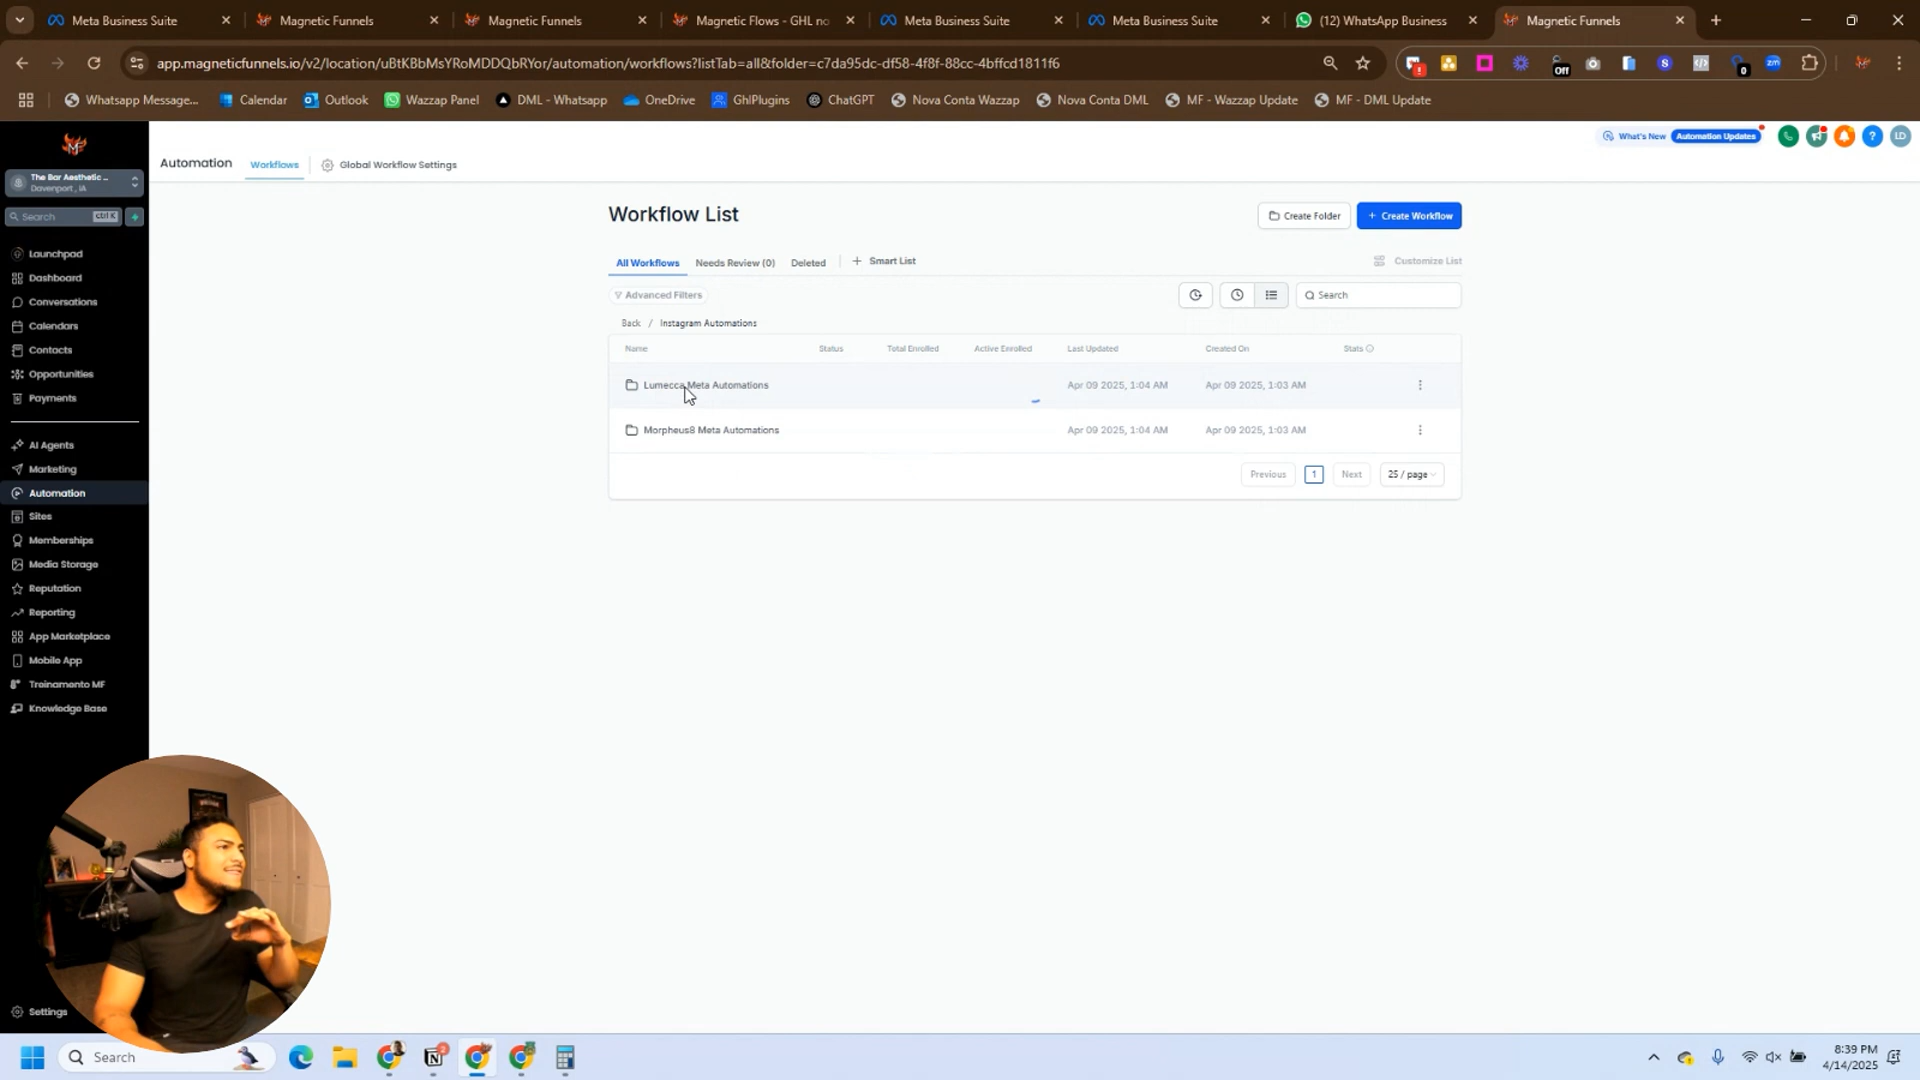 Meta Business Suite
Magnetic Funnels
Magnetic Funnels
Magnetic Flows - GHL no
Meta Business Suite
Meta Business Suite
(12) WhatsApp Business
Magnetic Funnels
app.magneticfunnels.io/v2/location/uBtKBbMsYRoMDDQbRYor/automation/workflows?listTab=all&folder=c7da95dc-df58-4f8f-88cc-4bffcd1811f6
Off
0
zm
Whatsapp Message...
Calendar
Outlook
Wazzap Panel
DML - Whatsapp
OneDrive
GhlPlugins
ChatGPT
Nova Conta Wazzap
Nova Conta DML
MF - Wazzap Update
MF - DML Update
What's New
Automation Updates
LD
Automation
Workflows
Global Workflow Settings
The Bar Aesthetic ...
Davenport , IA
Search
ctrl K
Launchpad
Dashboard
Conversations
Calendars
Contacts
Opportunities
Payments
AI Agents
Marketing
Automation
Sites
Memberships
Media Storage
Reputation
Reporting
App Marketplace
Mobile App
Treinamento MF
Knowledge Base
Settings
Workflow List
Create Folder
+ Create Workflow
All Workflows
Needs Review (0)
Deleted
+ Smart List
Customize List
Advanced Filters
Search
Back / Instagram Automations
Name
Status
Total Enrolled
Active Enrolled
Last Updated
Created On
Stats
Lumecca Meta Automations
Apr 09 2025, 1:04 AM
Apr 09 2025, 1:03 AM
Morpheus8 Meta Automations
Apr 09 2025, 1:04 AM
Apr 09 2025, 1:03 AM
Previous
1
Next
25 / page
Search
2
8:39 PM
4/14/2025